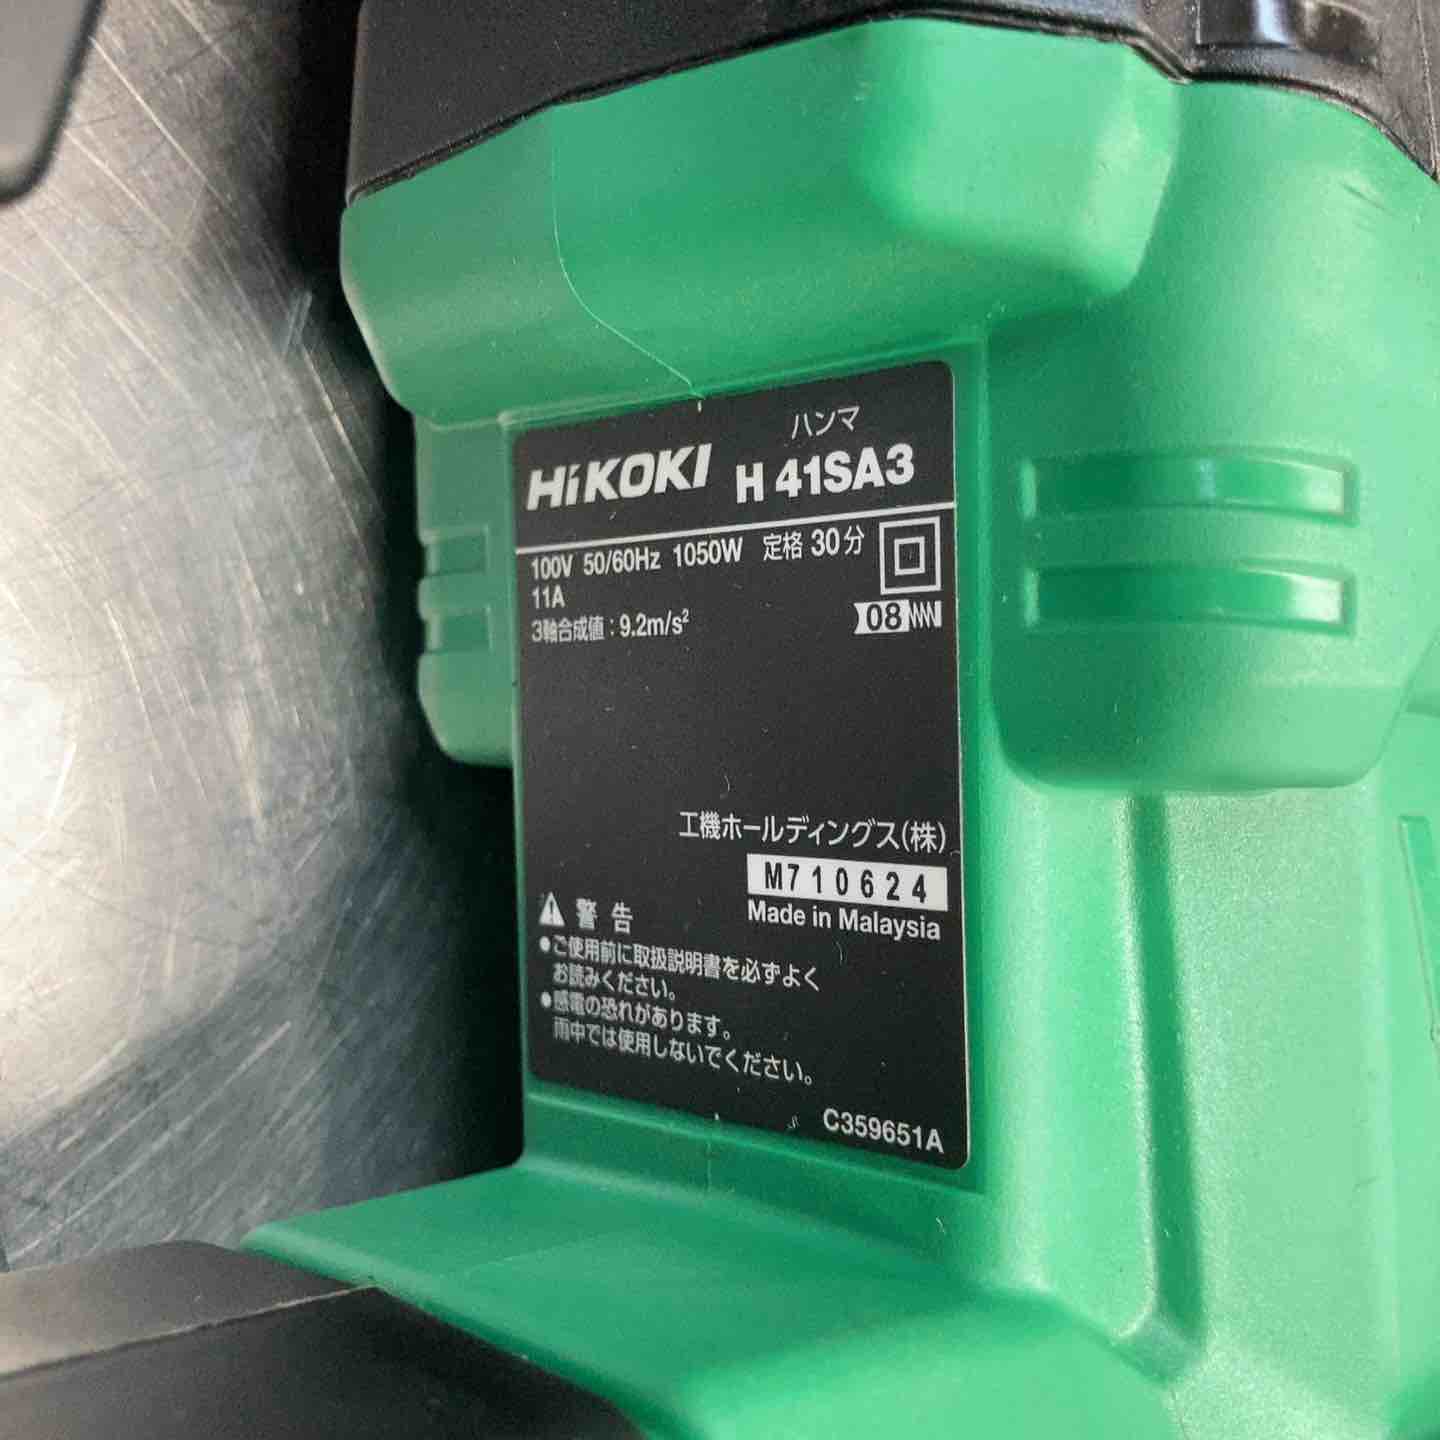 HiKOKI
ハンマ
H 41SA3
100V 50/60Hz 1050W 定格 30分
11A
3軸合成値：9.2m/s²
08
工機ホールディングス(株)
M710624
Made in Malaysia
警告
●ご使用前に取扱説明書を必ずよく
お読みください。
●感電の恐れがあります。
雨中では使用しないでください。
C359651A